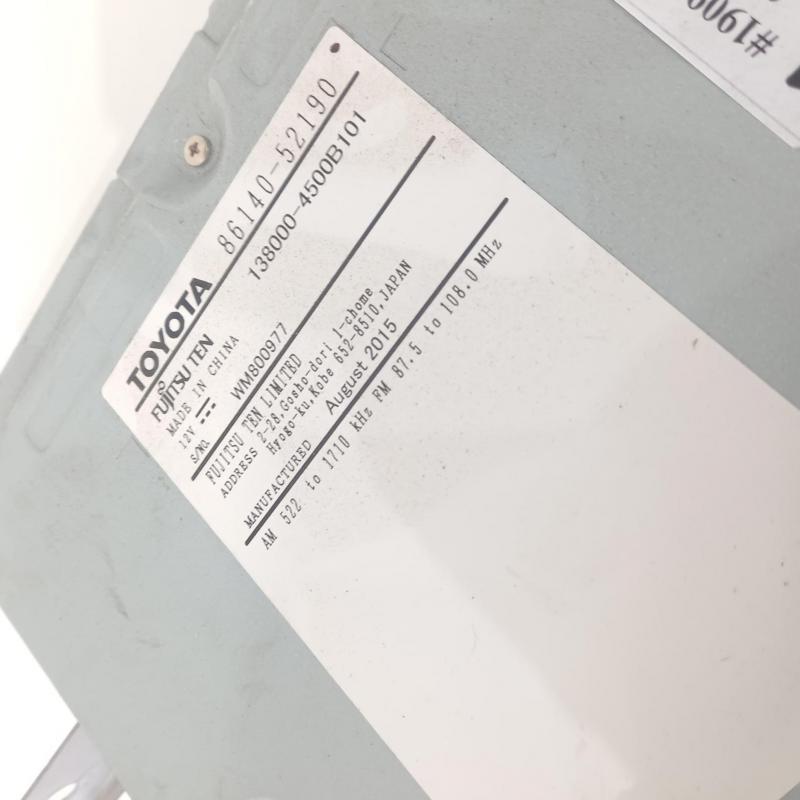 TOYOTA 86140-52190
FUJITSU TEN 138000-4500B101
MADE IN CHINA
12V ⎓
S/NO. WM800977
FUJITSU TEN LIMITED
ADDRESS 2-28, Gosho-dori 1-chome
Hyogo-ku, Kobe 652-8510, JAPAN
MANUFACTURED August 2015
AM 522 to 1710 kHz FM 87.5 to 108.0 MHz